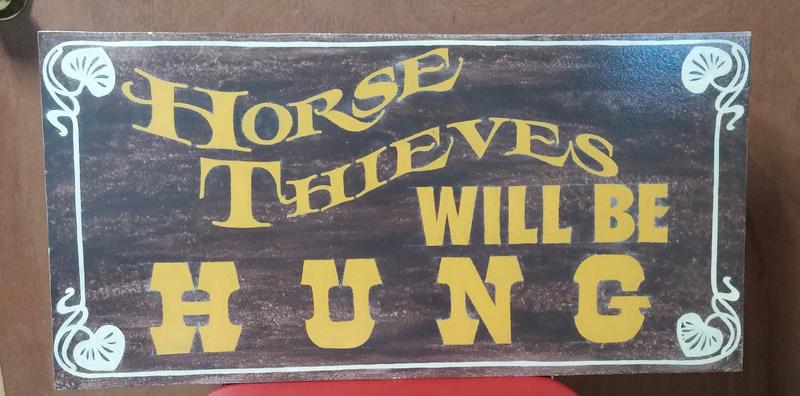 HORSE
THIEVES
WILL BE
HUNG